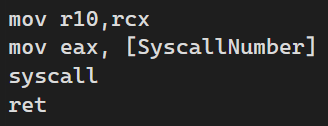 mov r10,rcx
mov eax, [SyscallNumber]
syscall
ret